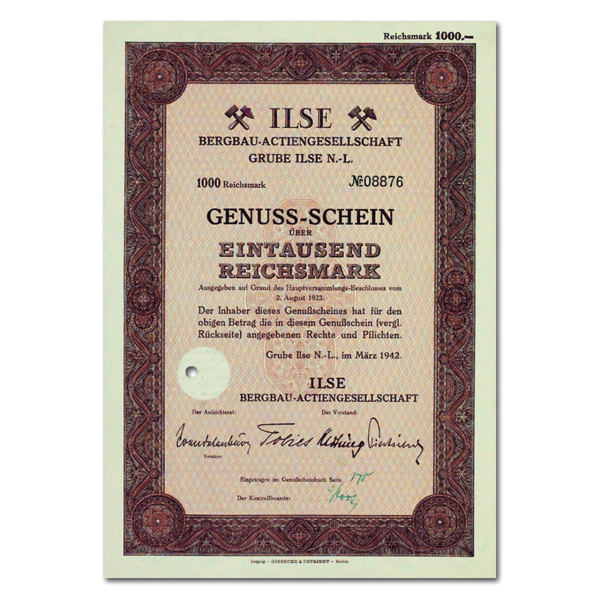 Reichsmark 1000.—
ILSE
BERGBAU-ACTIENGESELLSCHAFT
GRUBE ILSE N.-L.
1000 Reichsmark №08876
GENUSS-SCHEIN
ÜBER
EINTAUSEND
REICHSMARK
Ausgegeben auf Grund des Hauptversammlungs-Beschlusses vom
2. August 1923.
Der Inhaber dieses Genußscheines hat für den
obigen Betrag die in diesem Genußschein (vergl.
Rückseite) angegebenen Rechte und Pflichten.
Grube Ilse N.-L., im März 1942.
ILSE
BERGBAU-ACTIENGESELLSCHAFT
Der Aufsichtsrat: Der Vorstand:
Eingetragen im Genußscheinbuch Seite 175
Der Kontrollbeamte:
Leipzig — GIESECKE & DEVRIENT — Berlin